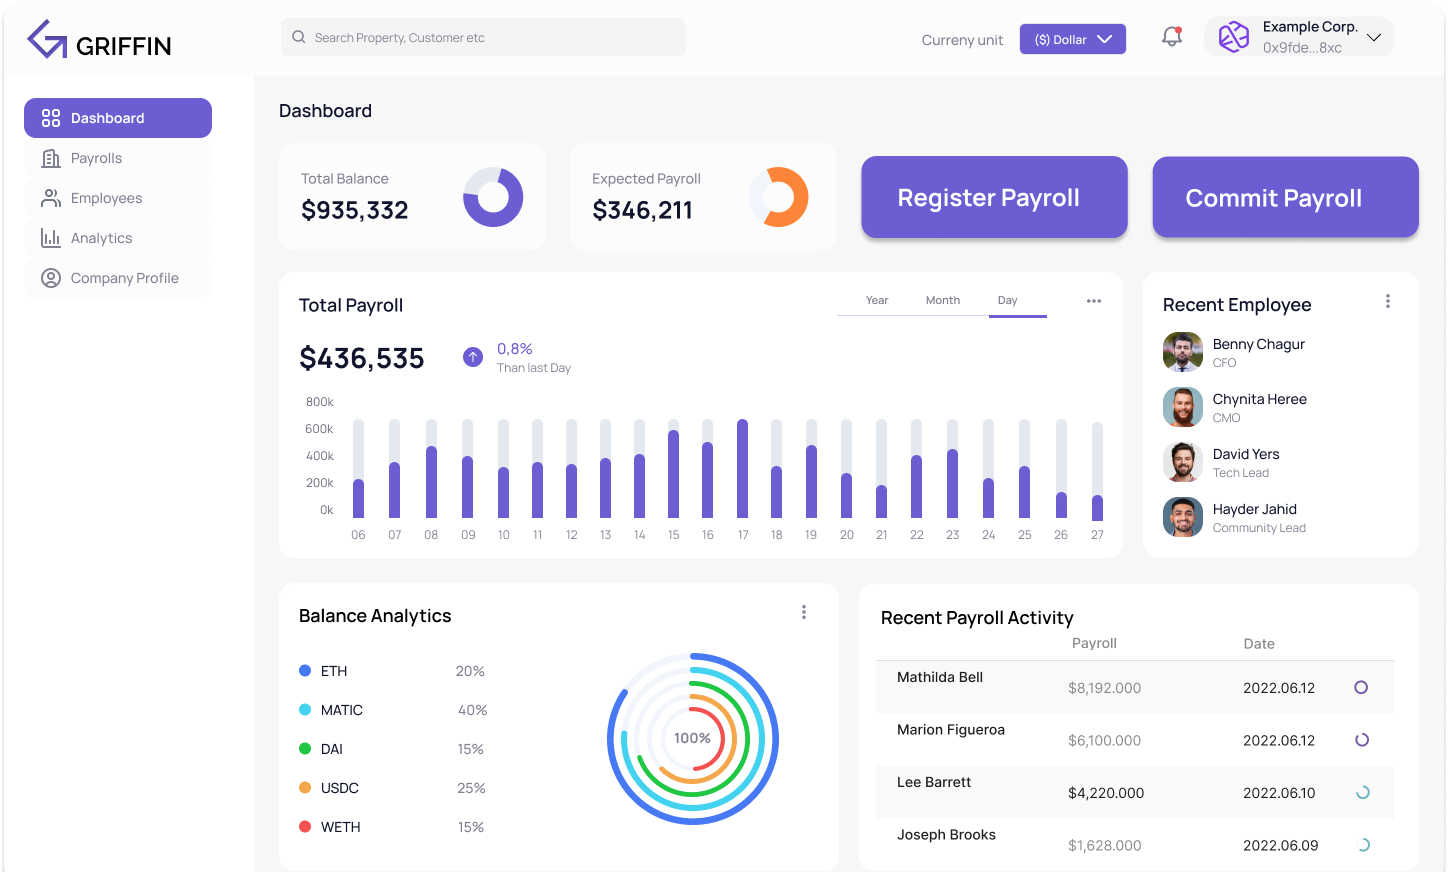 GRIFFIN
Search Property, Customer etc
Curreny unit
($) Dollar
Example Corp.
0x9fde...8xc
Dashboard
Payrolls
Employees
Analytics
Company Profile
Dashboard
Total Balance
$935,332
Expected Payroll
$346,211
Register Payroll
Commit Payroll
Total Payroll
Year Month Day
$436,535
0,8%
Than last Day
800k
600k
400k
200k
0k
06 07 08 09 10 11 12 13 14 15 16 17 18 19 20 21 22 23 24 25 26 27
Recent Employee
Benny Chagur
CFO
Chynita Heree
CMO
David Yers
Tech Lead
Hayder Jahid
Community Lead
Balance Analytics
ETH 20%
MATIC 40%
DAI 15%
USDC 25%
WETH 15%
100%
Recent Payroll Activity
Payroll Date
Mathilda Bell $8,192.000 2022.06.12
Marion Figueroa $6,100.000 2022.06.12
Lee Barrett $4,220.000 2022.06.10
Joseph Brooks $1,628.000 2022.06.09